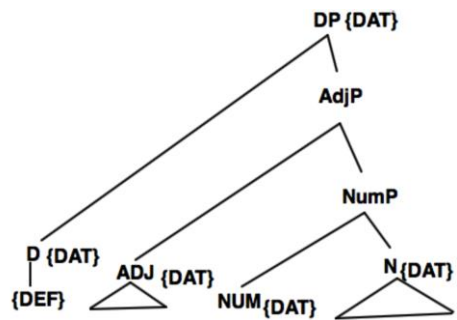 DP {DAT}
AdjP
NumP
D {DAT}
ADJ {DAT}
N {DAT}
{DEF}
NUM {DAT}